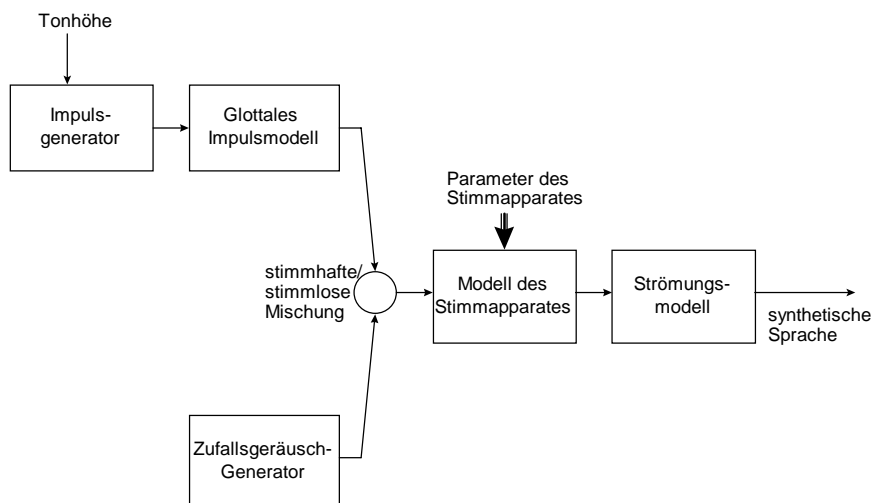 Tonhöhe
Impuls-
generator
Glottales
Impulsmodell
Parameter des
Stimmapparates
stimmhafte/
stimmlose
Mischung
Modell des
Stimmapparates
Strömungs-
modell
synthetische
Sprache
Zufallsgeräusch-
Generator